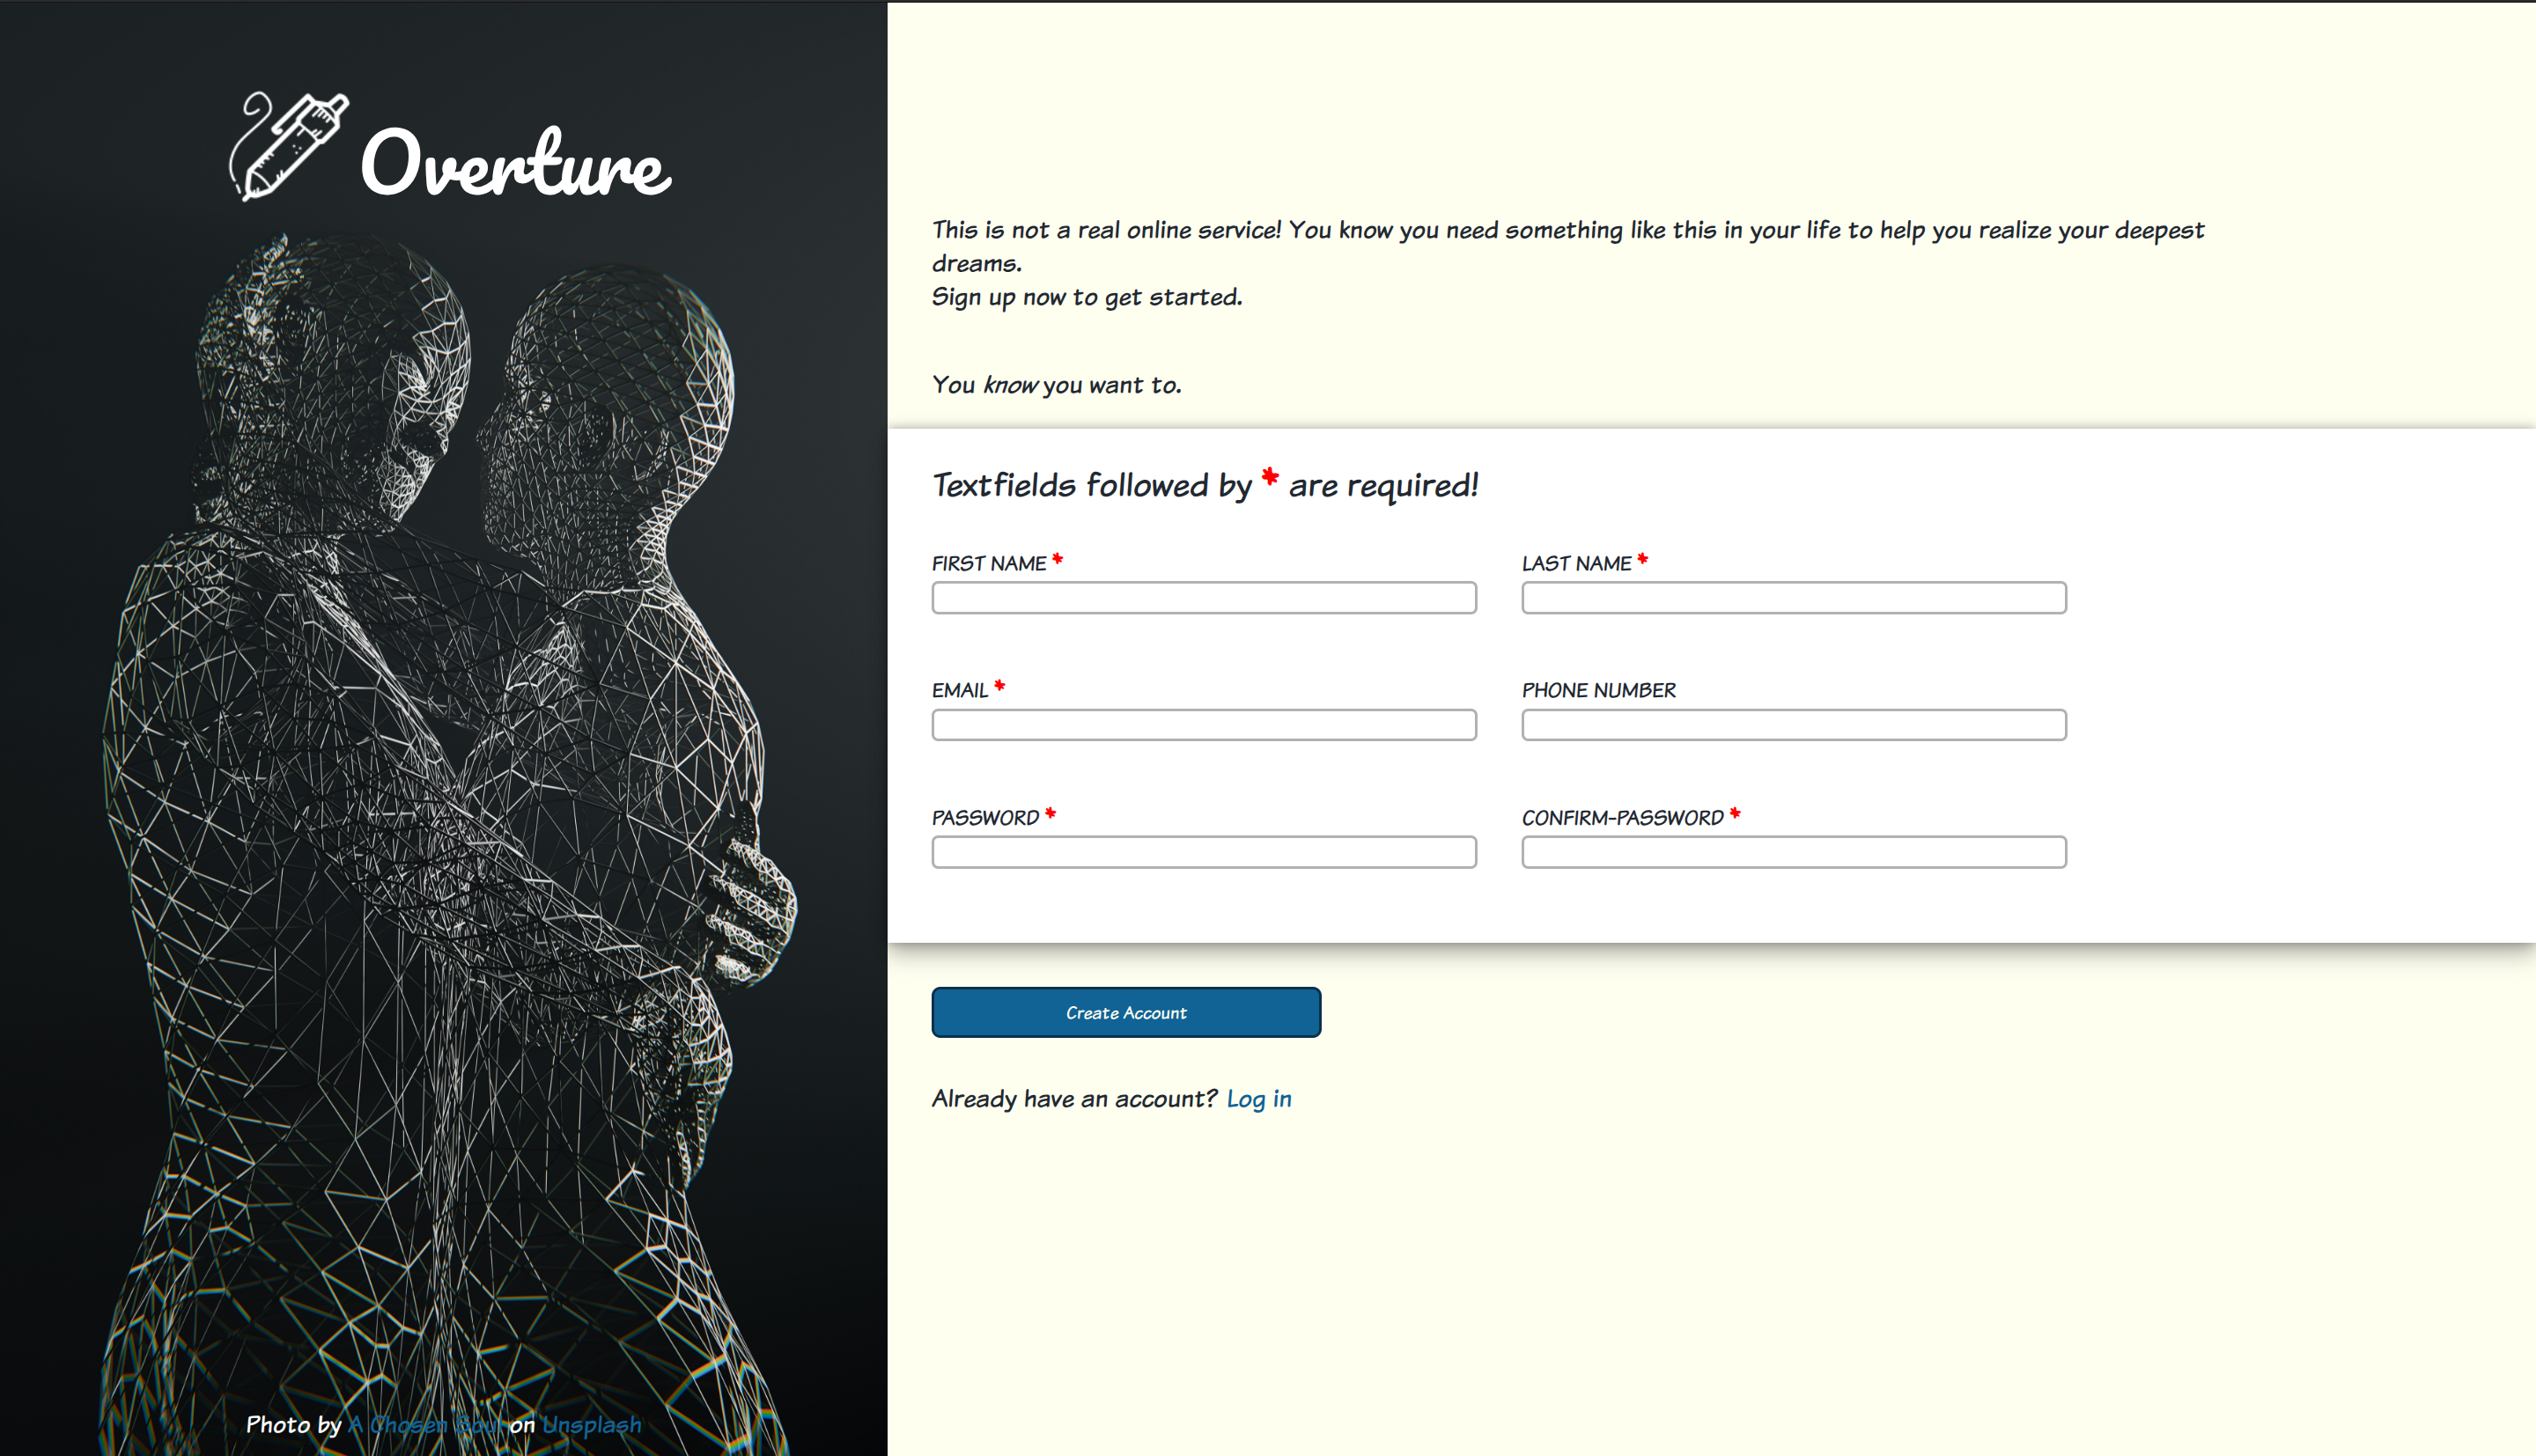 Overture
This is not a real online service! You know you need something like this in your life to help you realize your deepest
dreams.
Sign up now to get started.
You know you want to.
Textfields followed by * are required!
FIRST NAME *
LAST NAME *
EMAIL *
PHONE NUMBER
PASSWORD *
CONFIRM-PASSWORD *
Create Account
Already have an account? Log in
Photo by A Chosen Soul on Unsplash